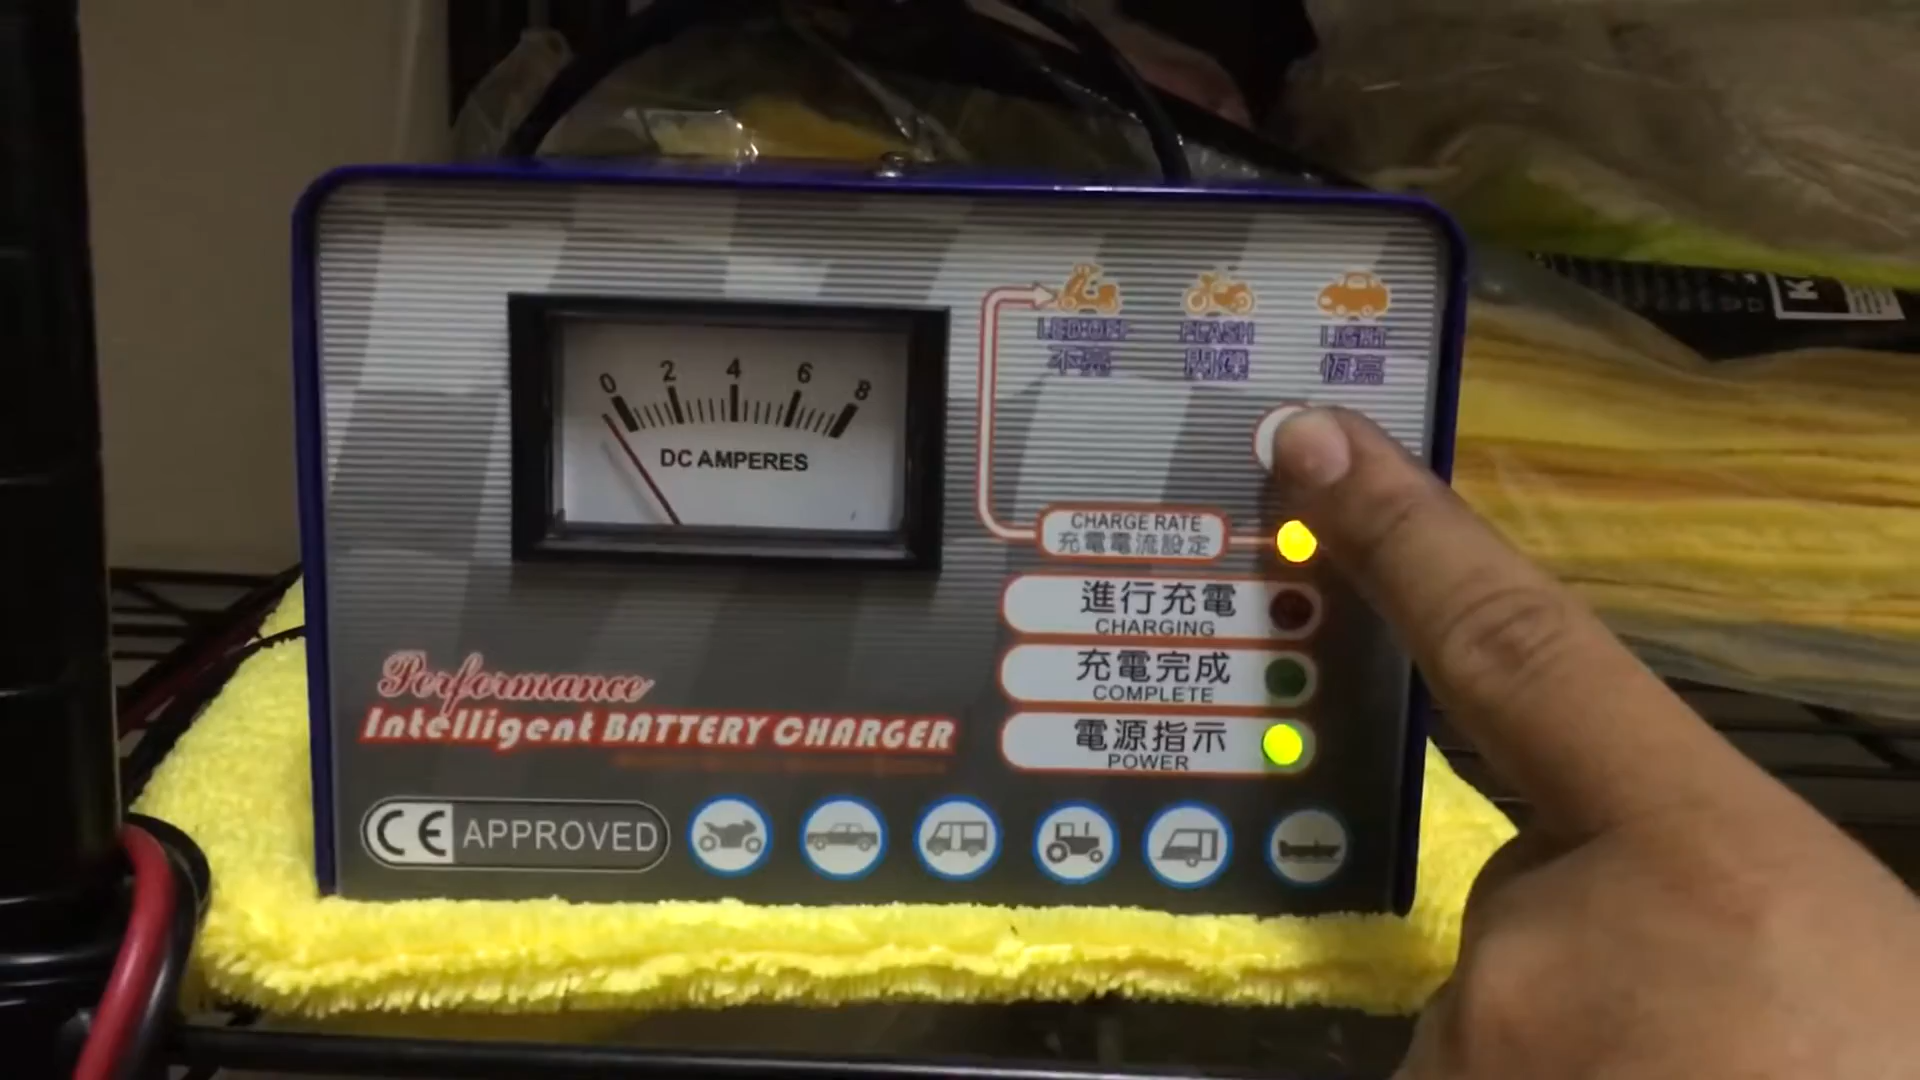 LED OFF FLASH LIGHT
不亮 閃爍 恆亮
0 2 4 6 8
DC AMPERES
CHARGE RATE
充電電流設定
進行充電
CHARGING
充電完成
COMPLETE
電源指示
POWER
Performance
Intelligent BATTERY CHARGER
CE APPROVED